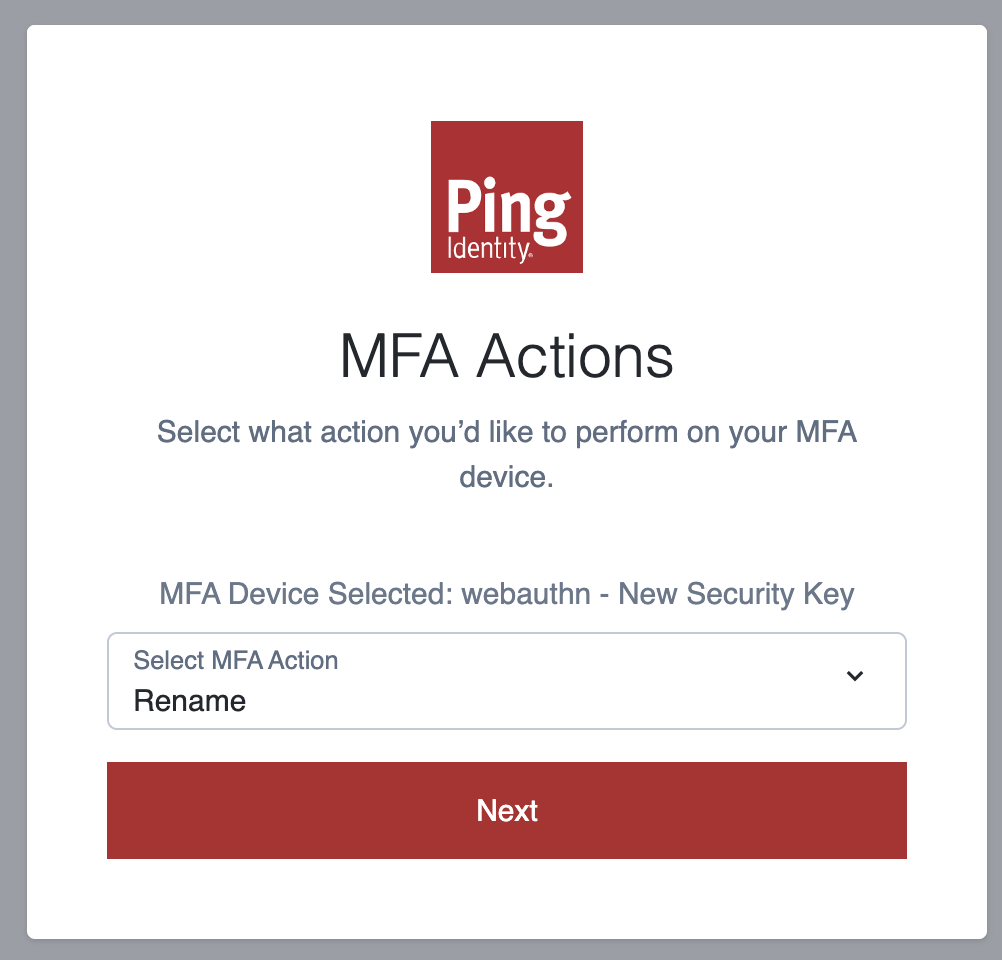 Ping
Identity®
MFA Actions
Select what action you’d like to perform on your MFA
device.
MFA Device Selected: webauthn - New Security Key
Select MFA Action
Rename
Next